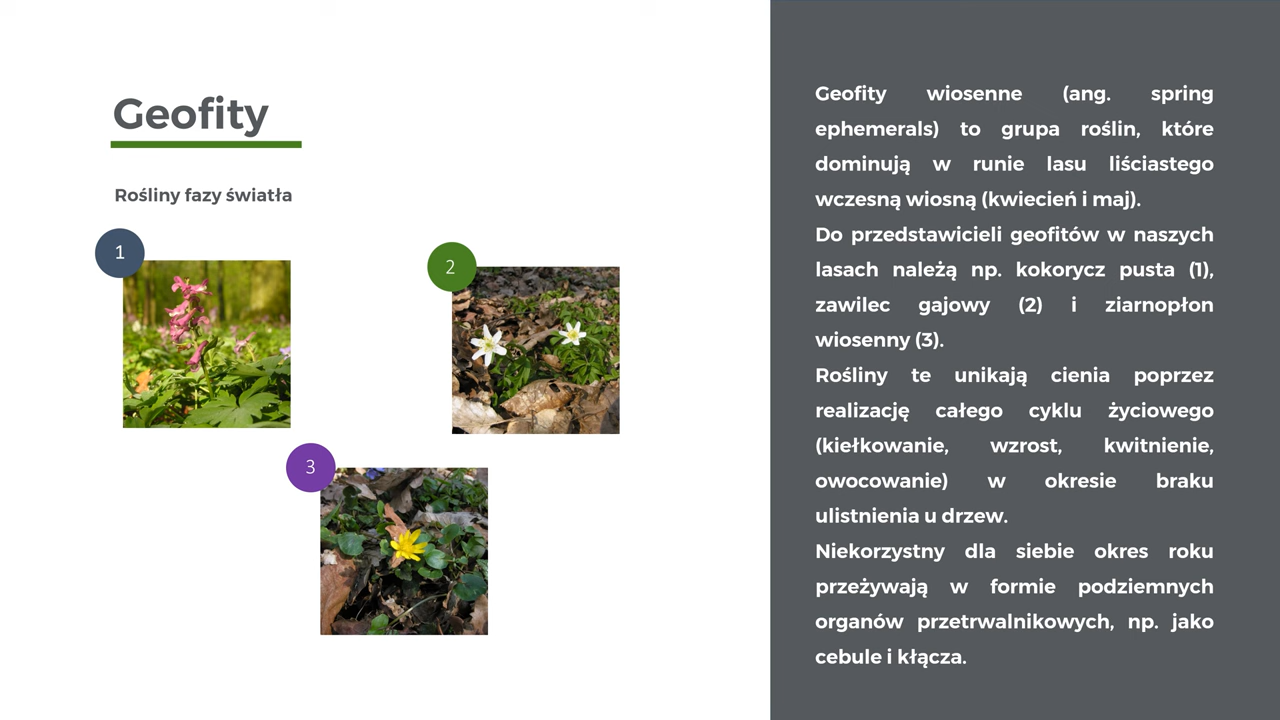 Geofity
Rośliny fazy światła
1
2
3
Geofity wiosenne (ang. spring
ephemerals) to grupa roślin, które
dominują w runie lasu liściastego
wczesną wiosną (kwiecień i maj).
Do przedstawicieli geofitów w naszych
lasach należą np. kokorycz pusta (1),
zawilec gajowy (2) i ziarnopłon
wiosenny (3).
Rośliny te unikają cienia poprzez
realizację całego cyklu życiowego
(kiełkowanie, wzrost, kwitnienie,
owocowanie) w okresie braku
ulistnienia u drzew.
Niekorzystny dla siebie okres roku
przeżywają w formie podziemnych
organów przetrwalnikowych, np. jako
cebule i kłącza.